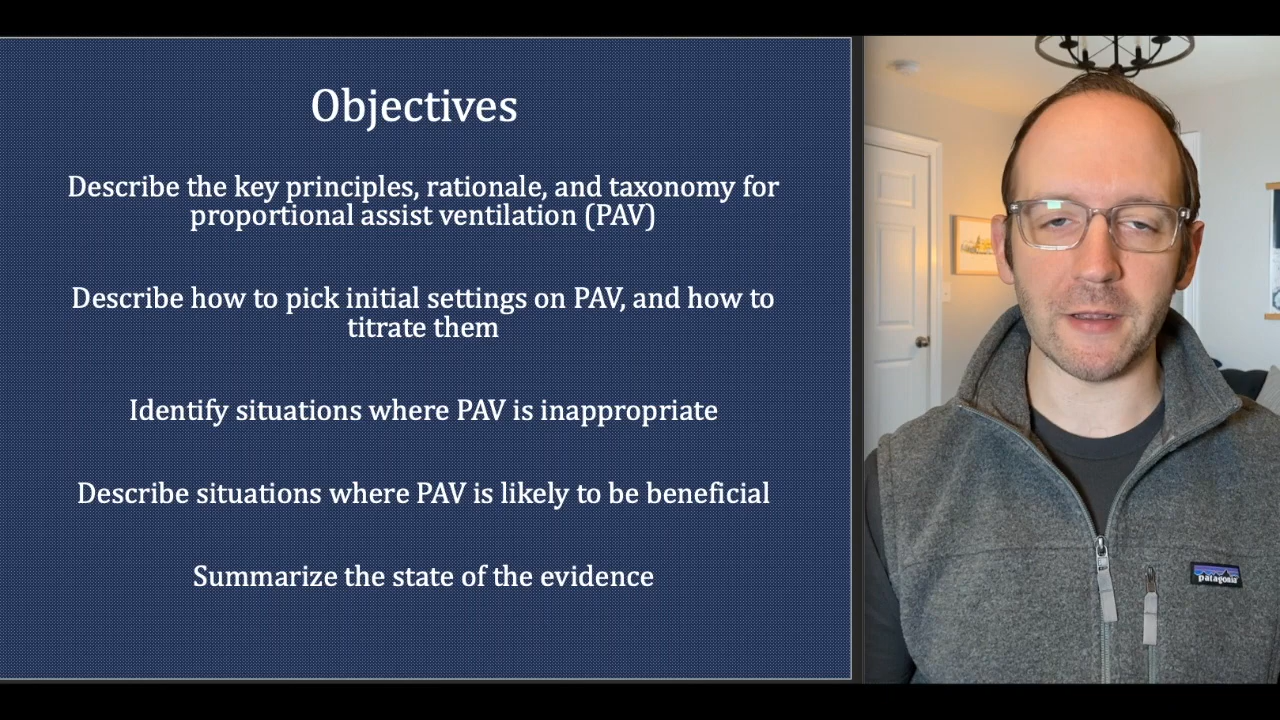 Objectives
Describe the key principles, rationale, and taxonomy for
proportional assist ventilation (PAV)
Describe how to pick initial settings on PAV, and how to
titrate them
Identify situations where PAV is inappropriate
Describe situations where PAV is likely to be beneficial
Summarize the state of the evidence
patagonia